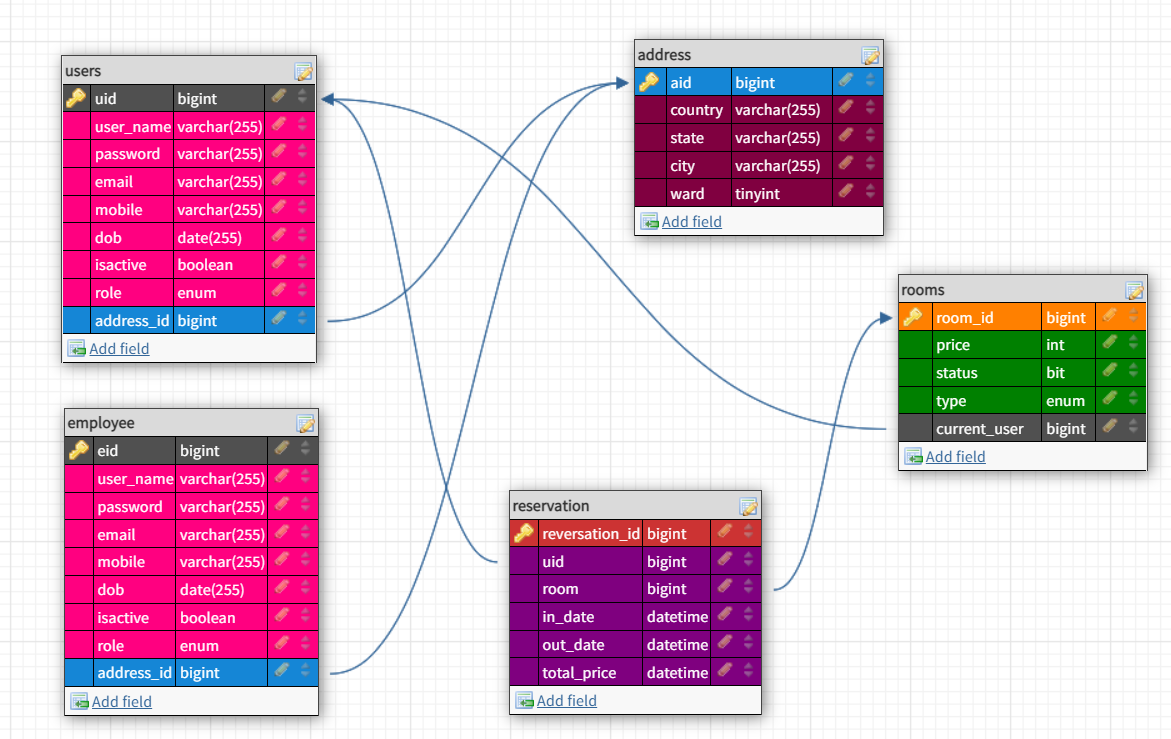 users
uid bigint
user_name varchar(255)
password varchar(255)
email varchar(255)
mobile varchar(255)
dob date(255)
isactive boolean
role enum
address_id bigint
Add field
address
aid bigint
country varchar(255)
state varchar(255)
city varchar(255)
ward tinyint
Add field
rooms
room_id bigint
price int
status bit
type enum
current_user bigint
Add field
employee
eid bigint
user_name varchar(255)
password varchar(255)
email varchar(255)
mobile varchar(255)
dob date(255)
isactive boolean
role enum
address_id bigint
Add field
reservation
reversation_id bigint
uid bigint
room bigint
in_date datetime
out_date datetime
total_price datetime
Add field